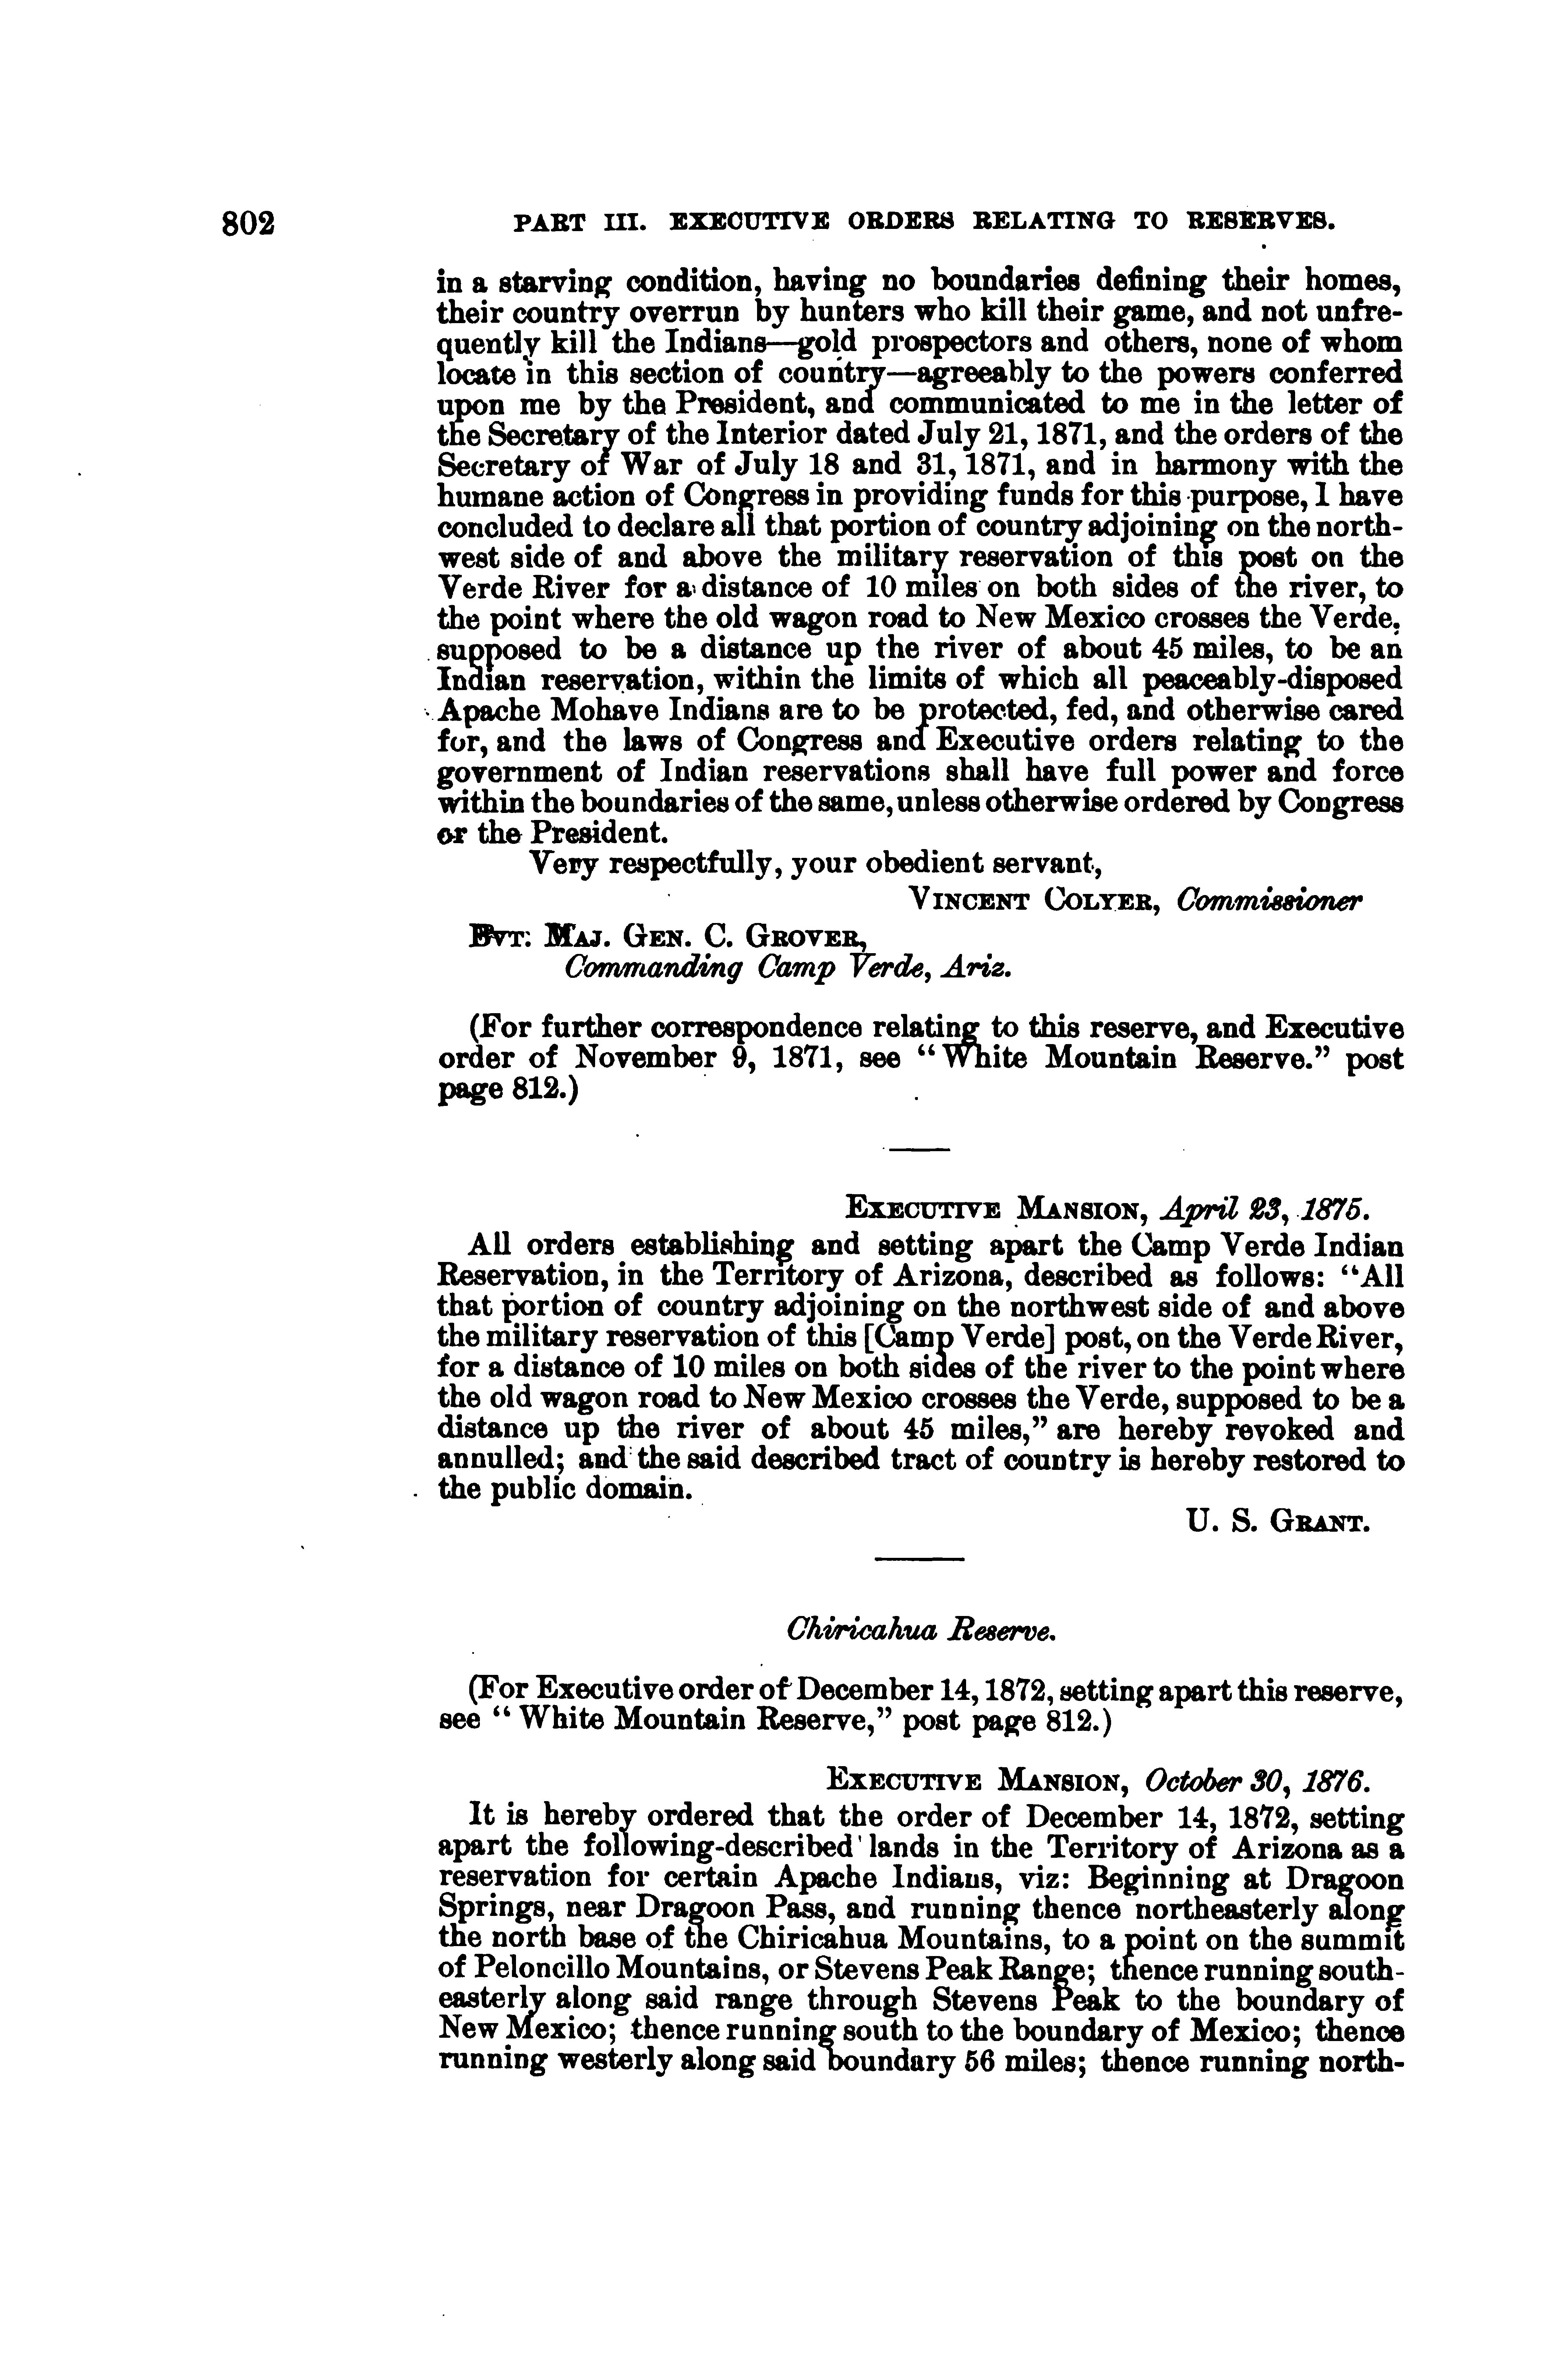 802
PART III. EXECUTIVE ORDERS RELATING TO RESERVES.
in a starving condition, having no boundaries defining their homes,
their country overrun by hunters who kill their game, and not unfre-
quently kill the Indians—gold prospectors and others, none of whom
locate in this section of country—agreeably to the powers conferred
upon me by the President, and communicated to me in the letter of
the Secretary of the Interior dated July 21, 1871, and the orders of the
Secretary of War of July 18 and 31, 1871, and in harmony with the
humane action of Congress in providing funds for this purpose, I have
concluded to declare all that portion of country adjoining on the north-
west side of and above the military reservation of this post on the
Verde River for a distance of 10 miles on both sides of the river, to
the point where the old wagon road to New Mexico crosses the Verde,
supposed to be a distance up the river of about 45 miles, to be an
Indian reservation, within the limits of which all peaceably-disposed
Apache Mohave Indians are to be protected, fed, and otherwise cared
for, and the laws of Congress and Executive orders relating to the
government of Indian reservations shall have full power and force
within the boundaries of the same, unless otherwise ordered by Congress
or the President.
Very respectfully, your obedient servant,
VINCENT COLYER, Commissioner
BVT. MAJ. GEN. C. GROVER,
Commanding Camp Verde, Ariz.
(For further correspondence relating to this reserve, and Executive
order of November 9, 1871, see "White Mountain Reserve." post
page 812.)
EXECUTIVE MANSION, April 23, 1875.
All orders establishing and setting apart the Camp Verde Indian
Reservation, in the Territory of Arizona, described as follows: "All
that portion of country adjoining on the northwest side of and above
the military reservation of this [Camp Verde] post, on the Verde River,
for a distance of 10 miles on both sides of the river to the point where
the old wagon road to New Mexico crosses the Verde, supposed to be a
distance up the river of about 45 miles," are hereby revoked and
annulled; and the said described tract of country is hereby restored to
the public domain.
U. S. GRANT.
Chiricahua Reserve.
(For Executive order of December 14, 1872, setting apart this reserve,
see "White Mountain Reserve," post page 812.)
EXECUTIVE MANSION, October 30, 1876.
It is hereby ordered that the order of December 14, 1872, setting
apart the following-described lands in the Territory of Arizona as a
reservation for certain Apache Indians, viz: Beginning at Dragoon
Springs, near Dragoon Pass, and running thence northeasterly along
the north base of the Chiricahua Mountains, to a point on the summit
of Peloncillo Mountains, or Stevens Peak Range; thence running south-
easterly along said range through Stevens Peak to the boundary of
New Mexico; thence running south to the boundary of Mexico; thence
running westerly along said boundary 56 miles; thence running north-